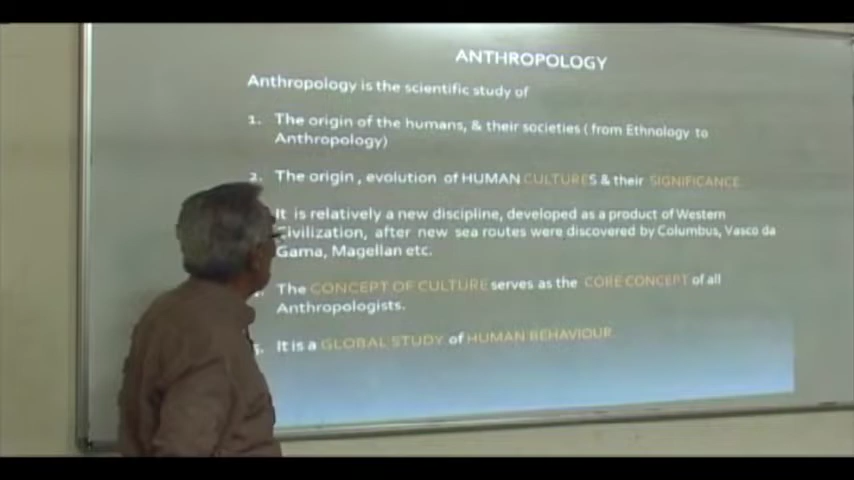 ANTHROPOLOGY
Anthropology is the scientific study of
1. The origin of the humans, & their societies ( from Ethnology to
Anthropology)
2. The origin , evolution of HUMAN CULTURES & their SIGNIFICANCE
It is relatively a new discipline, developed as a product of Western
Civilization, after new sea routes were discovered by Columbus, Vasco da
Gama, Magellan etc.
The CONCEPT OF CULTURE serves as the CORE CONCEPT of all
Anthropologists.
5. It is a GLOBAL STUDY of HUMAN BEHAVIOUR.